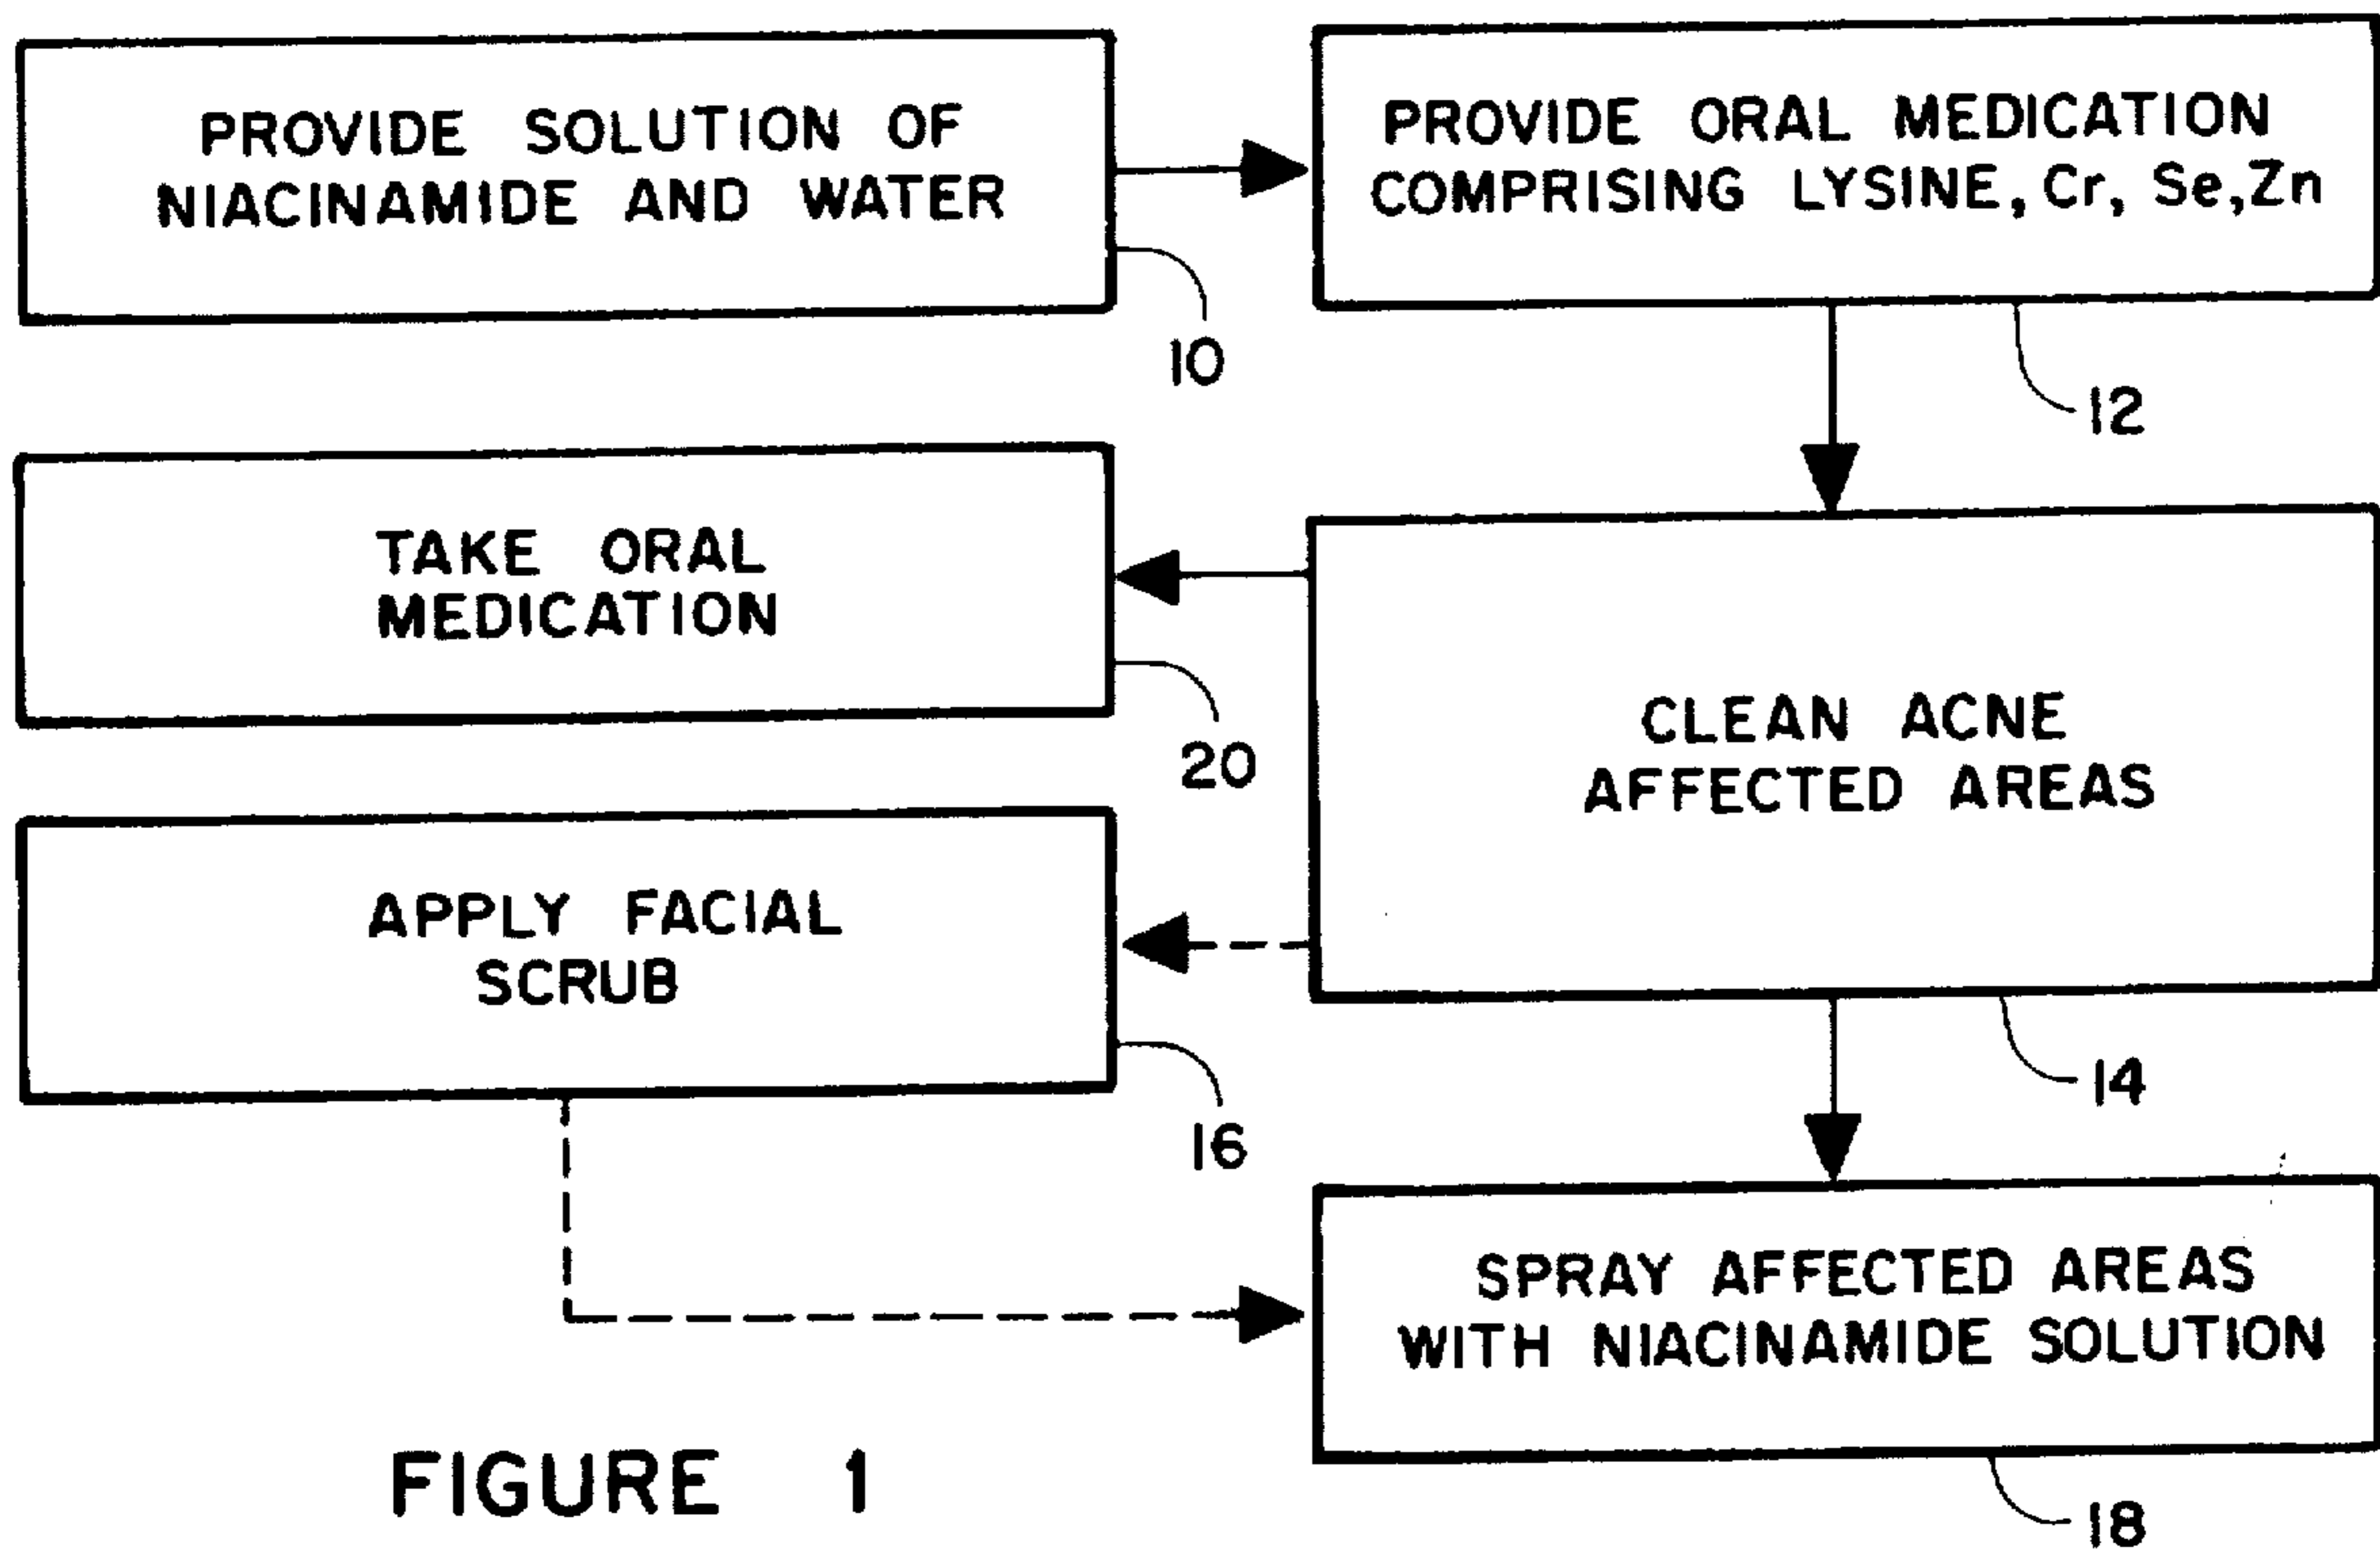 PROVIDE SOLUTION OF
NIACINAMIDE AND WATER
10
PROVIDE ORAL MEDICATION
COMPRISING LYSINE, Cr, Se, Zn
12
TAKE ORAL
MEDICATION
20
CLEAN ACNE
AFFECTED AREAS
14
APPLY FACIAL
SCRUB
16
SPRAY AFFECTED AREAS
WITH NIACINAMIDE SOLUTION
18
FIGURE 1